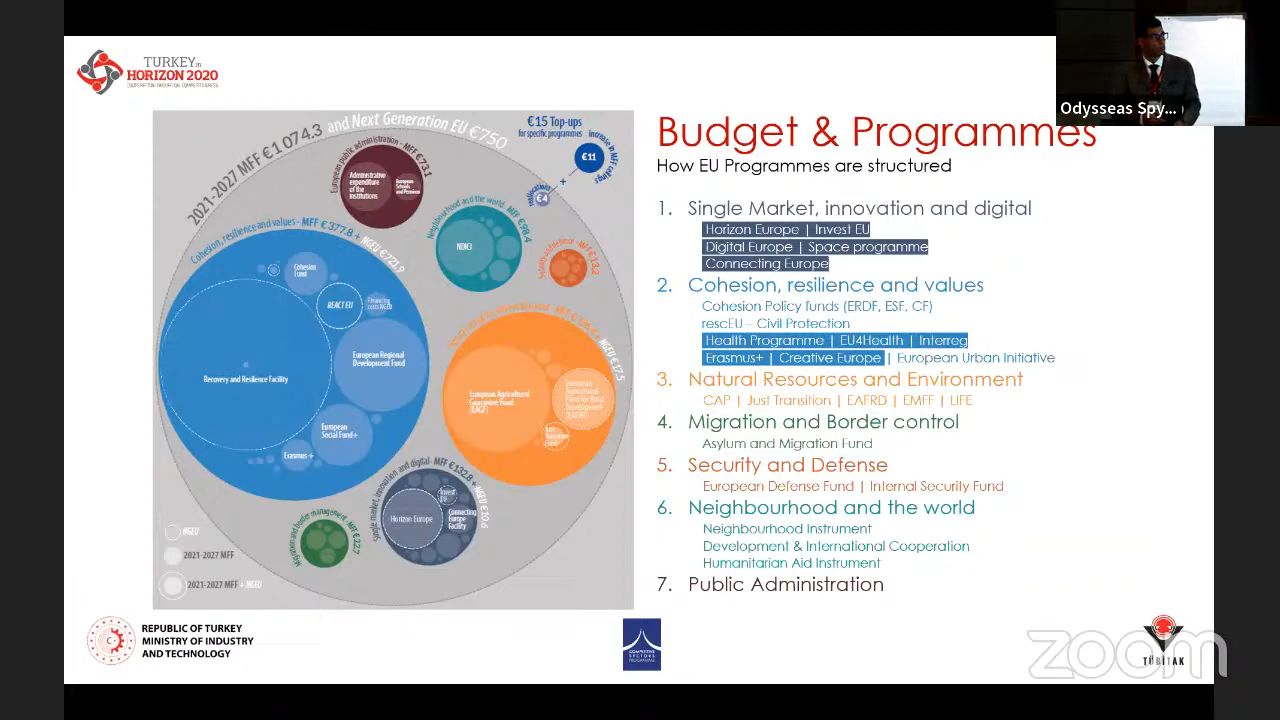 TURKEY in
HORIZON 2020
COOPERATION INNOVATION COMPETITIVENESS
Odysseas Spy...
2021-2027 MFF €1 074.3 and Next Generation EU €750
€15 Top-ups
for specific programmes
increase in MFF ceilings
€11
+
€4
European public administration - MFF €73.1
Administrative
expenditure
of the
institutions
European
Schools
and Pensions
Neighbourhood and the world - MFF €98.4
NDICI
MFF €13.2
Cohesion, resilience and values - MFF €377.8 + NGEU €721.9
Cohesion
Fund
REACT EU
Financing
costs NGEU
European Regional
Development Fund
Recovery and Resilience Facility
European
Social Fund+
Erasmus +
NGEU €17.5
European Agricultural
Guarantee Fund
(EAGF)
European
Agricultural
Fund for Rural
Development
(EAFRD)
Just
Transition
Fund
Single market, innovation and digital - MFF €132.8 + NGEU €10.6
Invest
EU
Horizon Europe
Connecting
Europe
Facility
Migration and border management - MFF €22.7
NGEU
2021-2027 MFF
2021-2027 MFF + NGEU
Budget & Programmes
How EU Programmes are structured
1. Single Market, innovation and digital
Horizon Europe | Invest EU
Digital Europe | Space programme
Connecting Europe
2. Cohesion, resilience and values
Cohesion Policy funds (ERDF, ESF, CF)
rescEU – Civil Protection
Health Programme | EU4Health | Interreg
Erasmus+ | Creative Europe | European Urban Initiative
3. Natural Resources and Environment
CAP | Just Transition | EAFRD | EMFF | LIFE
4. Migration and Border control
Asylum and Migration Fund
5. Security and Defense
European Defense Fund | Internal Security Fund
6. Neighbourhood and the world
Neighbourhood Instrument
Development & International Cooperation
Humanitarian Aid Instrument
7. Public Administration
REPUBLIC OF TURKEY
MINISTRY OF INDUSTRY
AND TECHNOLOGY
COMPETITIVE
SECTORS
PROGRAMME
TÜBİTAK
zoom